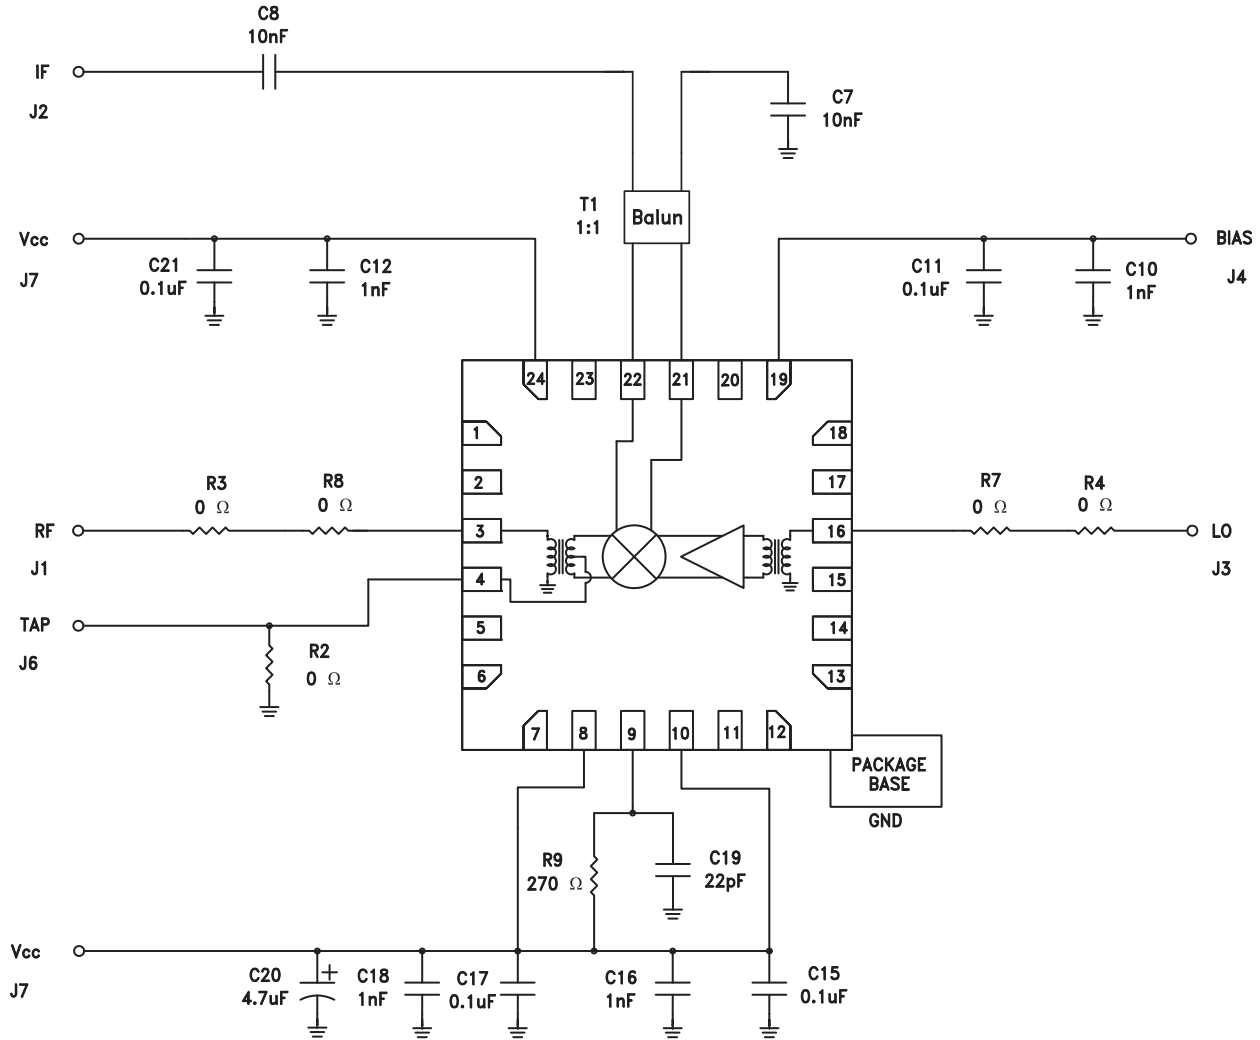 C8
10nF
IF
J2
C7
10nF
T1
1:1
Balun
Vcc
J7
C21
0.1uF
C12
1nF
C11
0.1uF
C10
1nF
BIAS
J4
24
23
22
21
20
19
1
2
3
4
5
6
18
17
16
15
14
13
R3
0 Ω
R8
0 Ω
RF
J1
TAP
J6
R2
0 Ω
R7
0 Ω
R4
0 Ω
LO
J3
7
8
9
10
11
12
PACKAGE
BASE
GND
R9
270 Ω
C19
22pF
Vcc
J7
C20
4.7uF
+
C18
1nF
C17
0.1uF
C16
1nF
C15
0.1uF